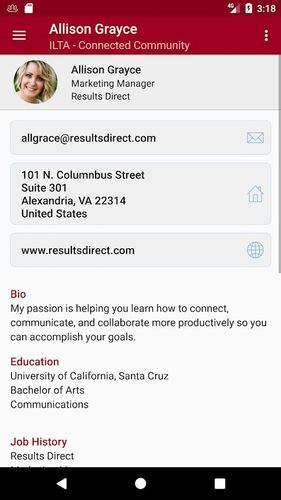 3:18
Allison Grayce
ILTA - Connected Community
Allison Grayce
Marketing Manager
Results Direct
allgrace@resultsdirect.com
101 N. Columnbus Street
Suite 301
Alexandria, VA 22314
United States
www.resultsdirect.com
Bio
My passion is helping you learn how to connect,
communicate, and collaborate more productively so you
can accomplish your goals.
Education
University of California, Santa Cruz
Bachelor of Arts
Communications
Job History
Results Direct